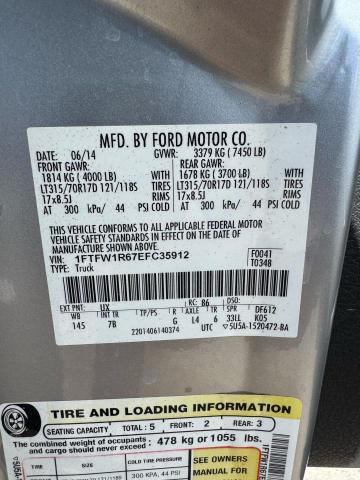 MFD. BY FORD MOTOR CO.
DATE: 06/14 GVWR: 3379 KG (7450 LB)
FRONT GAWR: REAR GAWR:
1814 KG (4000 LB) 1678 KG (3700 LB)
LT315/70R17D 121/118S TIRES LT315/70R17D 121/118S TIRES
17x8.5J RIMS 17x8.5J RIMS
AT 300 kPa/ 44 PSI COLD AT 300 kPa/ 44 PSI COLD
THIS VEHICLE CONFORMS TO ALL APPLICABLE FEDERAL MOTOR
VEHICLE SAFETY AND THEFT PREVENTION STANDARDS IN EFFECT ON THE DATE OF
MANUFACTURE SHOWN ABOVE.
VIN: 1FTFW1R67EFC35912 F0041
TYPE: Truck T0348
EXT PNT: UX RC: 86 DSO:
WB INT TR TP/PS R AXLE TR SPR DF612
145 7B G L4 6 33LL K05
2201406140374 UTC 5U5A-1520472-BA
TIRE AND LOADING INFORMATION
SEATING CAPACITY TOTAL: 5 FRONT: 2 REAR: 3
The combined weight of occupants and cargo should never exceed: 478 kg or 1055 lbs.
TIRE SIZE COLD TIRE PRESSURE SEE OWNER'S
300 KPA, 44 PSI MANUAL FOR